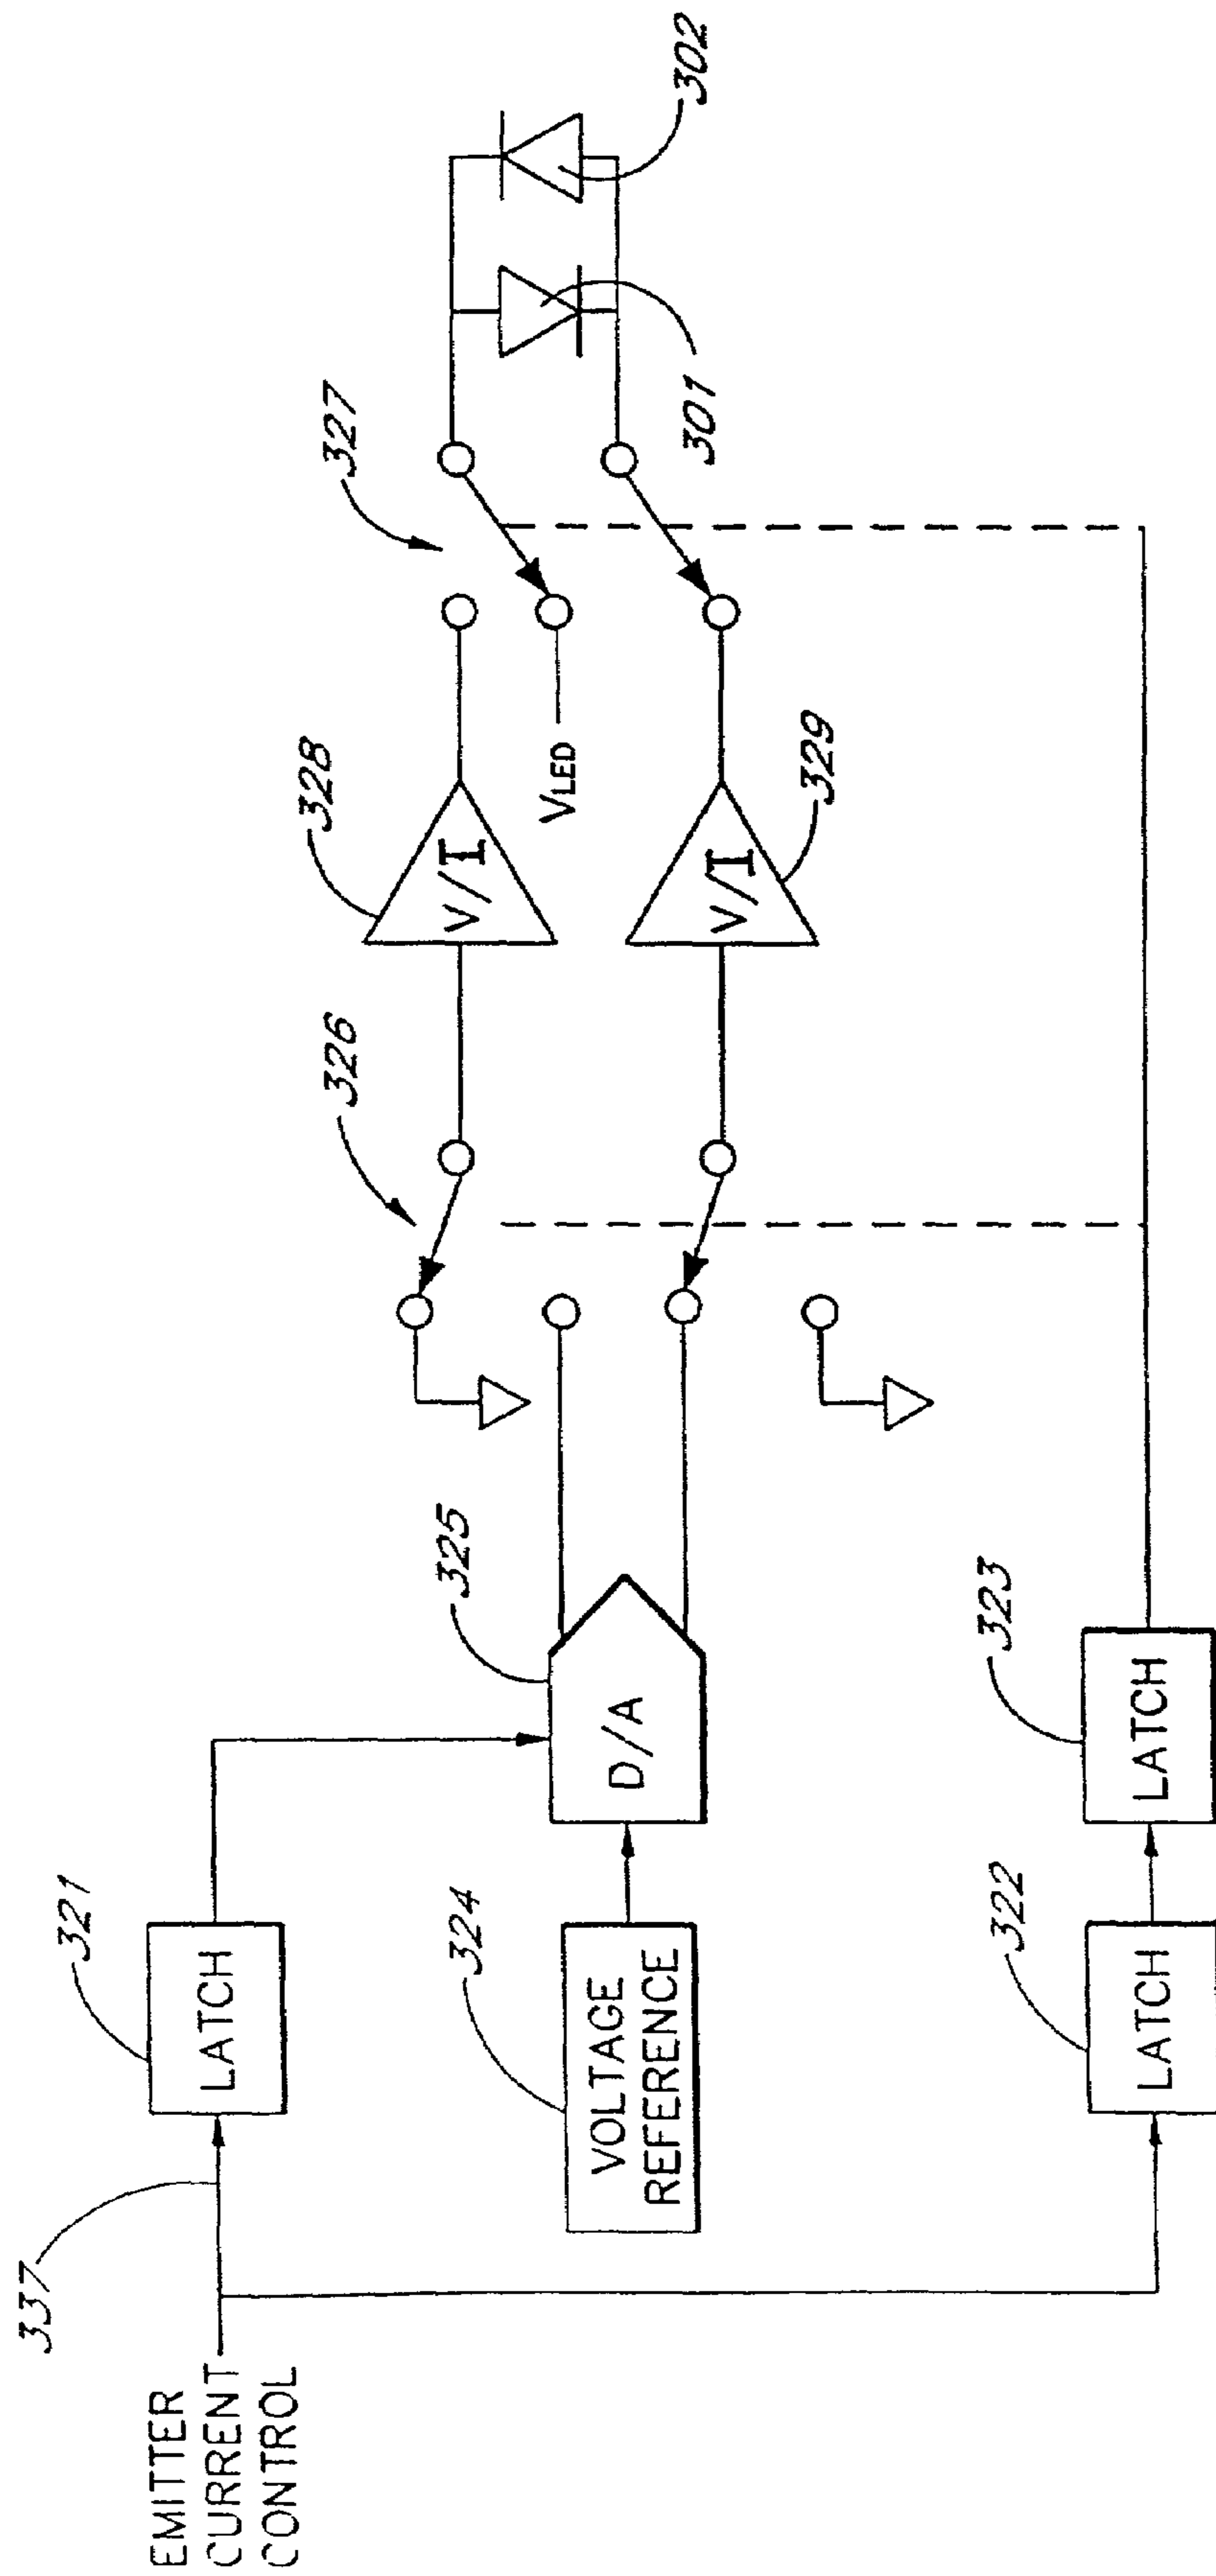 EMITTER
CURRENT
CONTROL
337
321
LATCH
324
VOLTAGE
REFERENCE
325
D/A
322
LATCH
323
LATCH
326
328
V/I
V/I
329
VLED
327
301
302